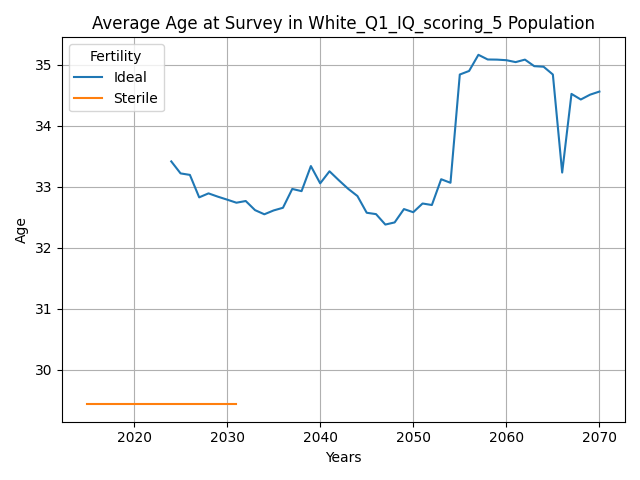 Average Age at Survey in White_Q1_IQ_scoring_5 Population
Fertility
Ideal
Sterile
35
34
33
32
31
30
Age
2020 2030 2040 2050 2060 2070
Years